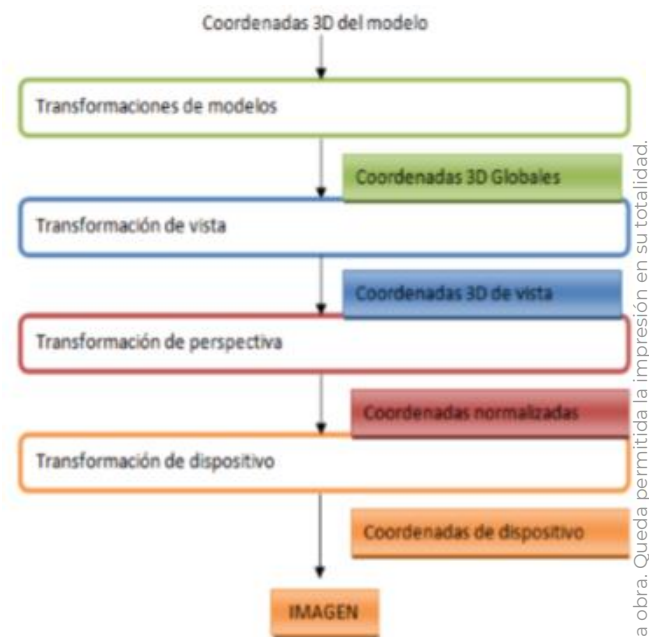 Coordenadas 3D del modelo
Transformaciones de modelos
Coordenadas 3D Globales
Transformación de vista
Coordenadas 3D de vista
Transformación de perspectiva
Coordenadas normalizadas
Transformación de dispositivo
Coordenadas de dispositivo
IMAGEN
a obra. Queda permitida la impresión en su totalidad.